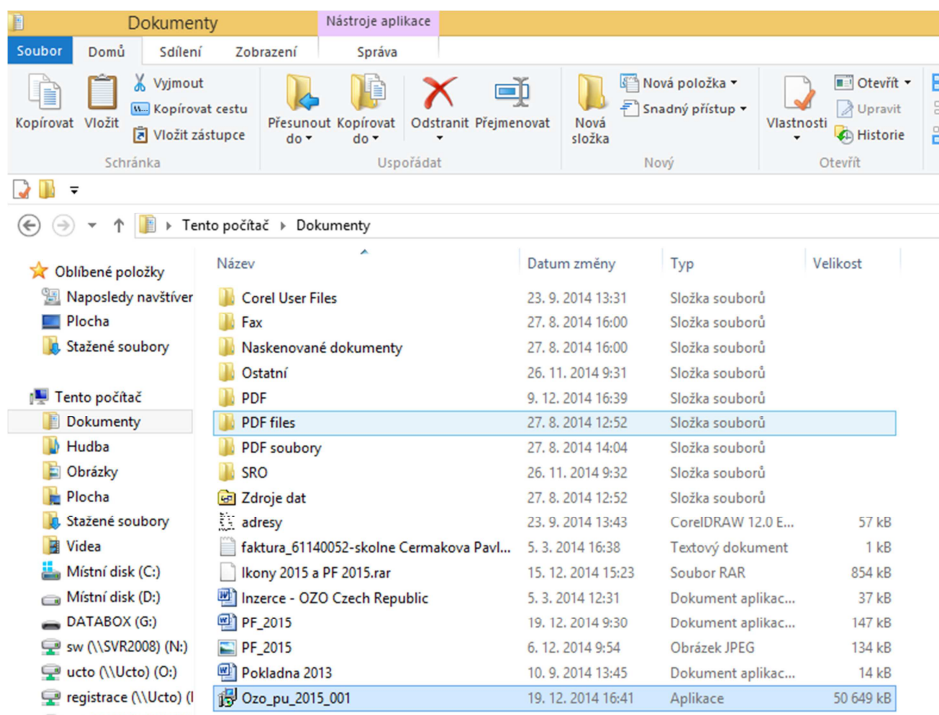 Dokumenty
Nástroje aplikace
Soubor Domů Sdílení Zobrazení Správa
Kopírovat
Vložit
Vyjmout
Kopírovat cestu
Vložit zástupce
Schránka
Přesunout do
Kopírovat do
Odstranit
Přejmenovat
Uspořádat
Nová složka
Nová položka
Snadný přístup
Nový
Vlastnosti
Otevřít
Upravit
Historie
Otevřít
Tento počítač Dokumenty
Oblíbené položky
Naposledy navštíver
Plocha
Stažené soubory
Tento počítač
Dokumenty
Hudba
Obrázky
Plocha
Stažené soubory
Videa
Místní disk (C:)
Místní disk (D:)
DATABOX (G:)
sw (\\SVR2008) (N:)
ucto (\\Ucto) (O:)
registrace (\\Ucto) (
Název Datum změny Typ Velikost
Corel User Files 23. 9. 2014 13:31 Složka souborů
Fax 27. 8. 2014 16:00 Složka souborů
Naskenované dokumenty 27. 8. 2014 16:00 Složka souborů
Ostatní 26. 11. 2014 9:31 Složka souborů
PDF 9. 12. 2014 16:39 Složka souborů
PDF files 27. 8. 2014 12:52 Složka souborů
PDF soubory 27. 8. 2014 14:04 Složka souborů
SRO 26. 11. 2014 9:32 Složka souborů
Zdroje dat 27. 8. 2014 12:52 Složka souborů
adresy 23. 9. 2014 13:43 CorelDRAW 12.0 E... 57 kB
faktura_61140052-skolne Cermakova Pavl... 5. 3. 2014 16:38 Textový dokument 1 kB
Ikony 2015 a PF 2015.rar 15. 12. 2014 15:23 Soubor RAR 854 kB
Inzerce - OZO Czech Republic 5. 3. 2014 12:31 Dokument aplikac... 37 kB
PF_2015 19. 12. 2014 9:30 Dokument aplikac... 147 kB
PF_2015 6. 12. 2014 9:54 Obrázek JPEG 134 kB
Pokladna 2013 10. 9. 2014 13:45 Dokument aplikac... 14 kB
Ozo_pu_2015_001 19. 12. 2014 16:41 Aplikace 50 649 kB